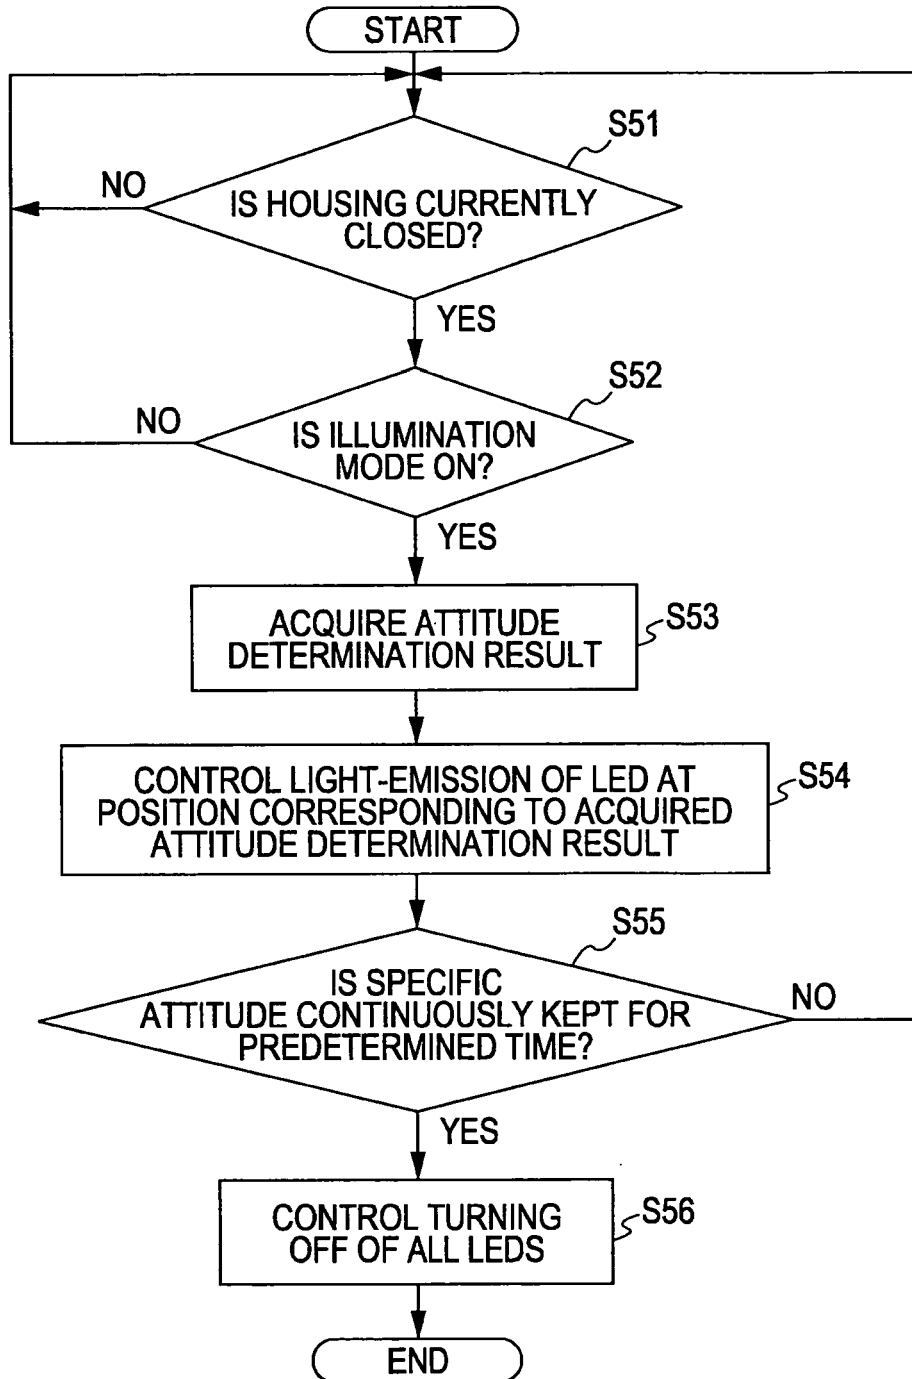 START
S51
NO
IS HOUSING CURRENTLY
CLOSED?
YES
S52
NO
IS ILLUMINATION
MODE ON?
YES
ACQUIRE ATTITUDE
DETERMINATION RESULT
S53
CONTROL LIGHT-EMISSION OF LED AT
POSITION CORRESPONDING TO ACQUIRED
ATTITUDE DETERMINATION RESULT
S54
S55
IS SPECIFIC
ATTITUDE CONTINUOUSLY KEPT FOR
PREDETERMINED TIME?
NO
YES
CONTROL TURNING
OFF OF ALL LEDS
S56
END